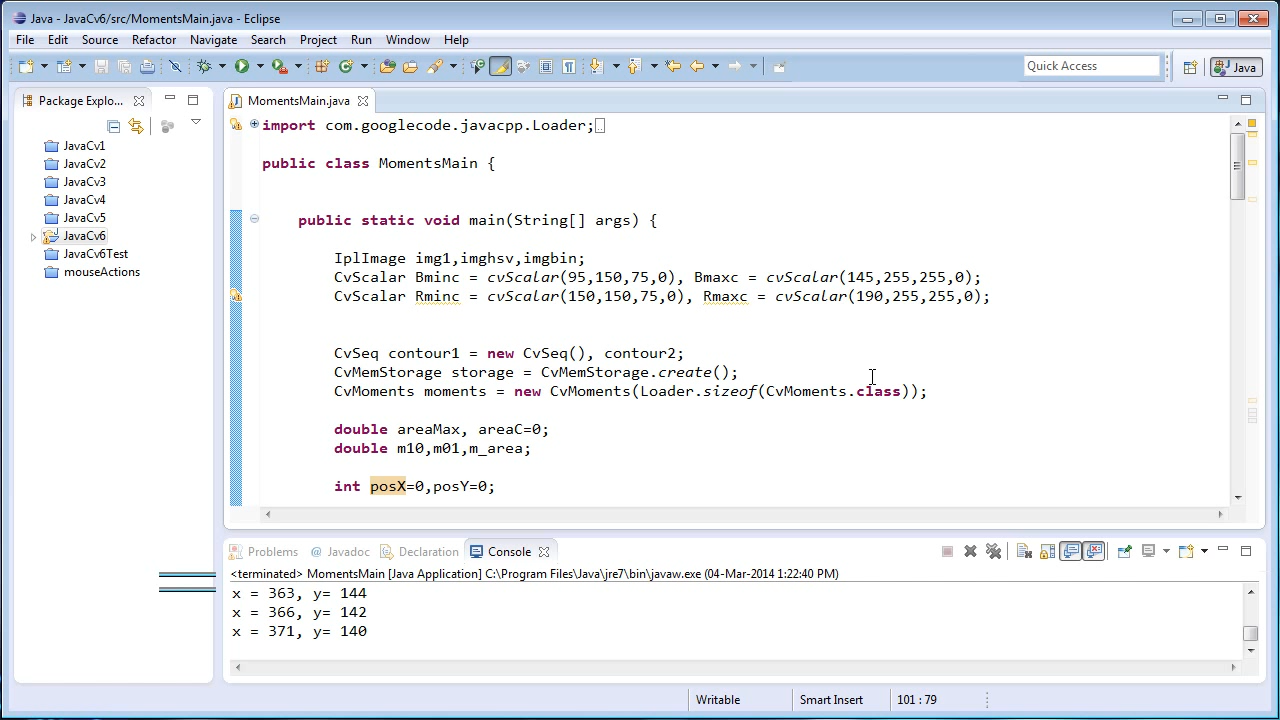 Java - JavaCv6/src/MomentsMain.java - Eclipse
File Edit Source Refactor Navigate Search Project Run Window Help
Quick Access
Java
Package Explo...
MomentsMain.java
JavaCv1
JavaCv2
JavaCv3
JavaCv4
JavaCv5
JavaCv6
JavaCv6Test
mouseActions
import com.googlecode.javacpp.Loader;
public class MomentsMain {
public static void main(String[] args) {
IplImage img1,imghsv,imgbin;
CvScalar Bminc = cvScalar(95,150,75,0), Bmaxc = cvScalar(145,255,255,0);
CvScalar Rminc = cvScalar(150,150,75,0), Rmaxc = cvScalar(190,255,255,0);
CvSeq contour1 = new CvSeq(), contour2;
CvMemStorage storage = CvMemStorage.create();
CvMoments moments = new CvMoments(Loader.sizeof(CvMoments.class));
double areaMax, areaC=0;
double m10,m01,m_area;
int posX=0,posY=0;
Problems @ Javadoc Declaration Console
<terminated> MomentsMain [Java Application] C:\Program Files\Java\jre7\bin\javaw.exe (04-Mar-2014 1:22:40 PM)
x = 363, y= 144
x = 366, y= 142
x = 371, y= 140
Writable Smart Insert 101 : 79